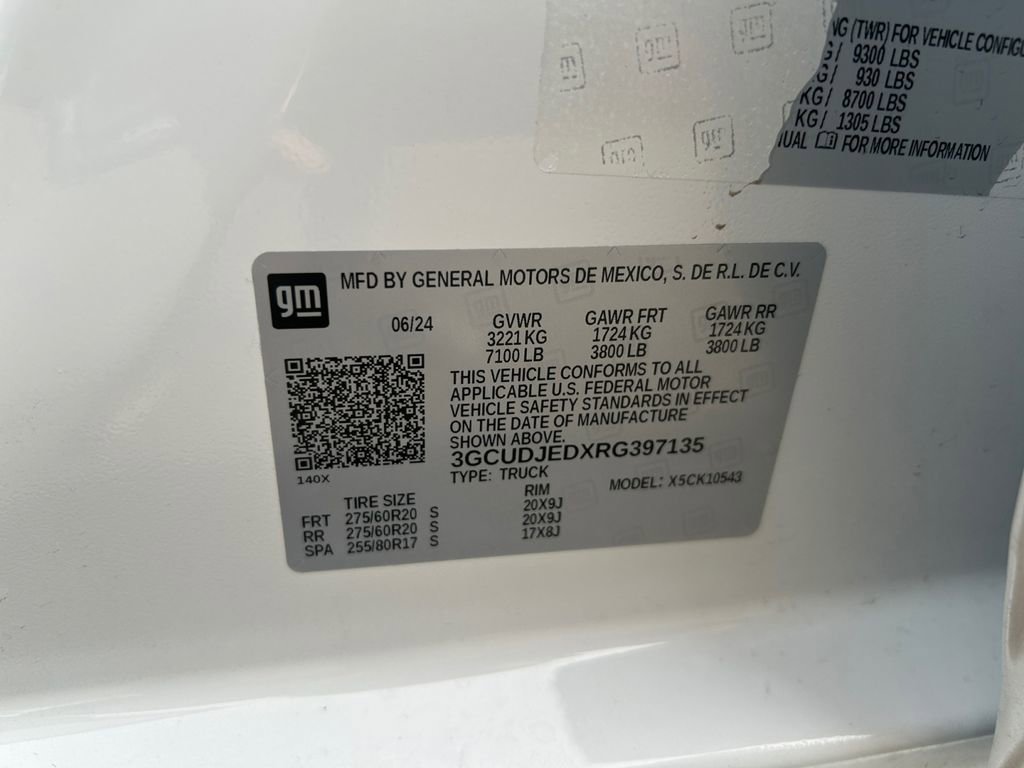 NG (TWR) FOR VEHICLE CONFIGU
G/ 9300 LBS
KG/ 930 LBS
KG/ 8700 LBS
KG/ 1305 LBS
UAL FOR MORE INFORMATION
gm
MFD BY GENERAL MOTORS DE MEXICO, S. DE R.L. DE C.V.
06/24 GVWR GAWR FRT GAWR RR
3221 KG 1724 KG 1724 KG
7100 LB 3800 LB 3800 LB
THIS VEHICLE CONFORMS TO ALL
APPLICABLE U.S. FEDERAL MOTOR
VEHICLE SAFETY STANDARDS IN EFFECT
ON THE DATE OF MANUFACTURE
SHOWN ABOVE.
3GCUDJEDXRG397135
140X
TYPE: TRUCK MODEL: X5CK10543
TIRE SIZE RIM
FRT 275/60R20 S 20X9J
RR 275/60R20 S 20X9J
SPA 255/80R17 S 17X8J